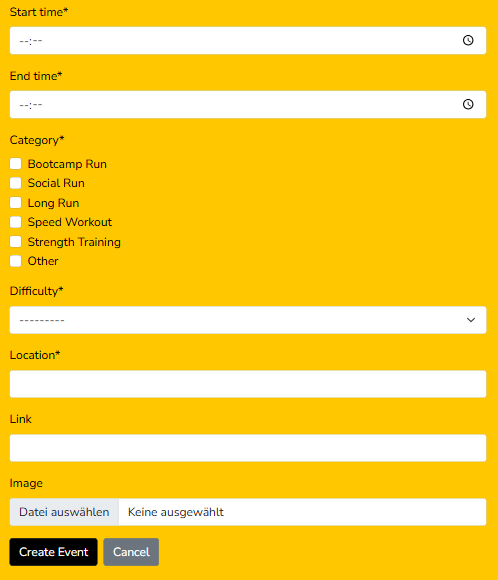 Start time*
--:--
End time*
--:--
Category*
Bootcamp Run
Social Run
Long Run
Speed Workout
Strength Training
Other
Difficulty*
---------
Location*
Link
Image
Datei auswählen Keine ausgewählt
Create Event Cancel